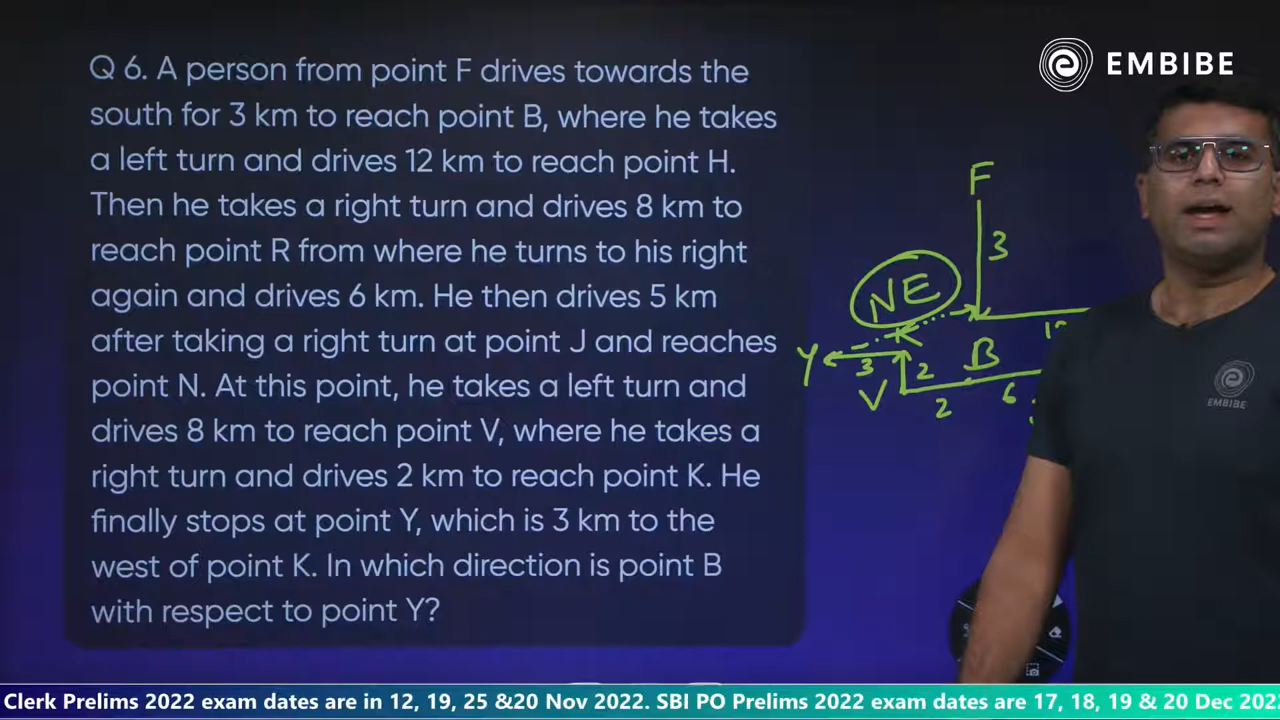 Q 6. A person from point F drives towards the
south for 3 km to reach point B, where he takes
a left turn and drives 12 km to reach point H.
Then he takes a right turn and drives 8 km to
reach point R from where he turns to his right
again and drives 6 km. He then drives 5 km
after taking a right turn at point J and reaches
point N. At this point, he takes a left turn and
drives 8 km to reach point V, where he takes a
right turn and drives 2 km to reach point K. He
finally stops at point Y, which is 3 km to the
west of point K. In which direction is point B
with respect to point Y?
EMBIBE
F
3
NE
K
Y
3
2
B
V
2
6
EMBIBE
Clerk Prelims 2022 exam dates are in 12, 19, 25 &20 Nov 2022. SBI PO Prelims 2022 exam dates are 17, 18, 19 & 20 Dec